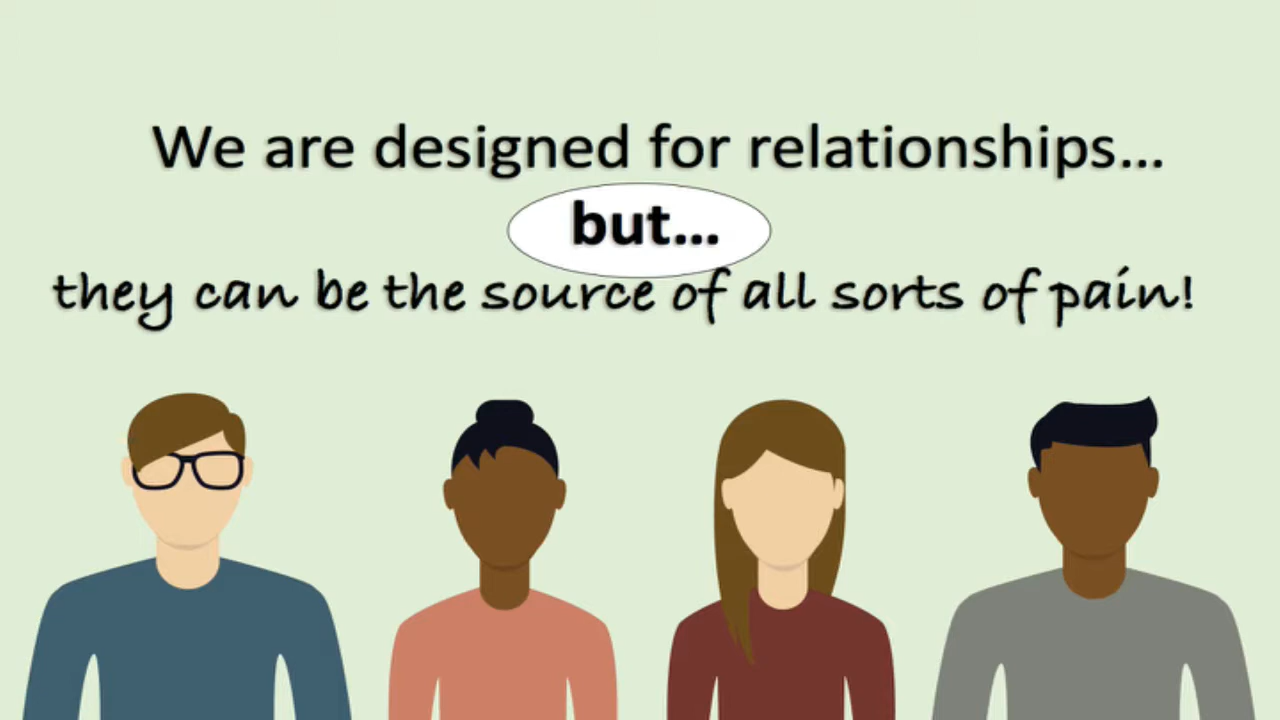 We are designed for relationships...
but...
they can be the source of all sorts of pain!